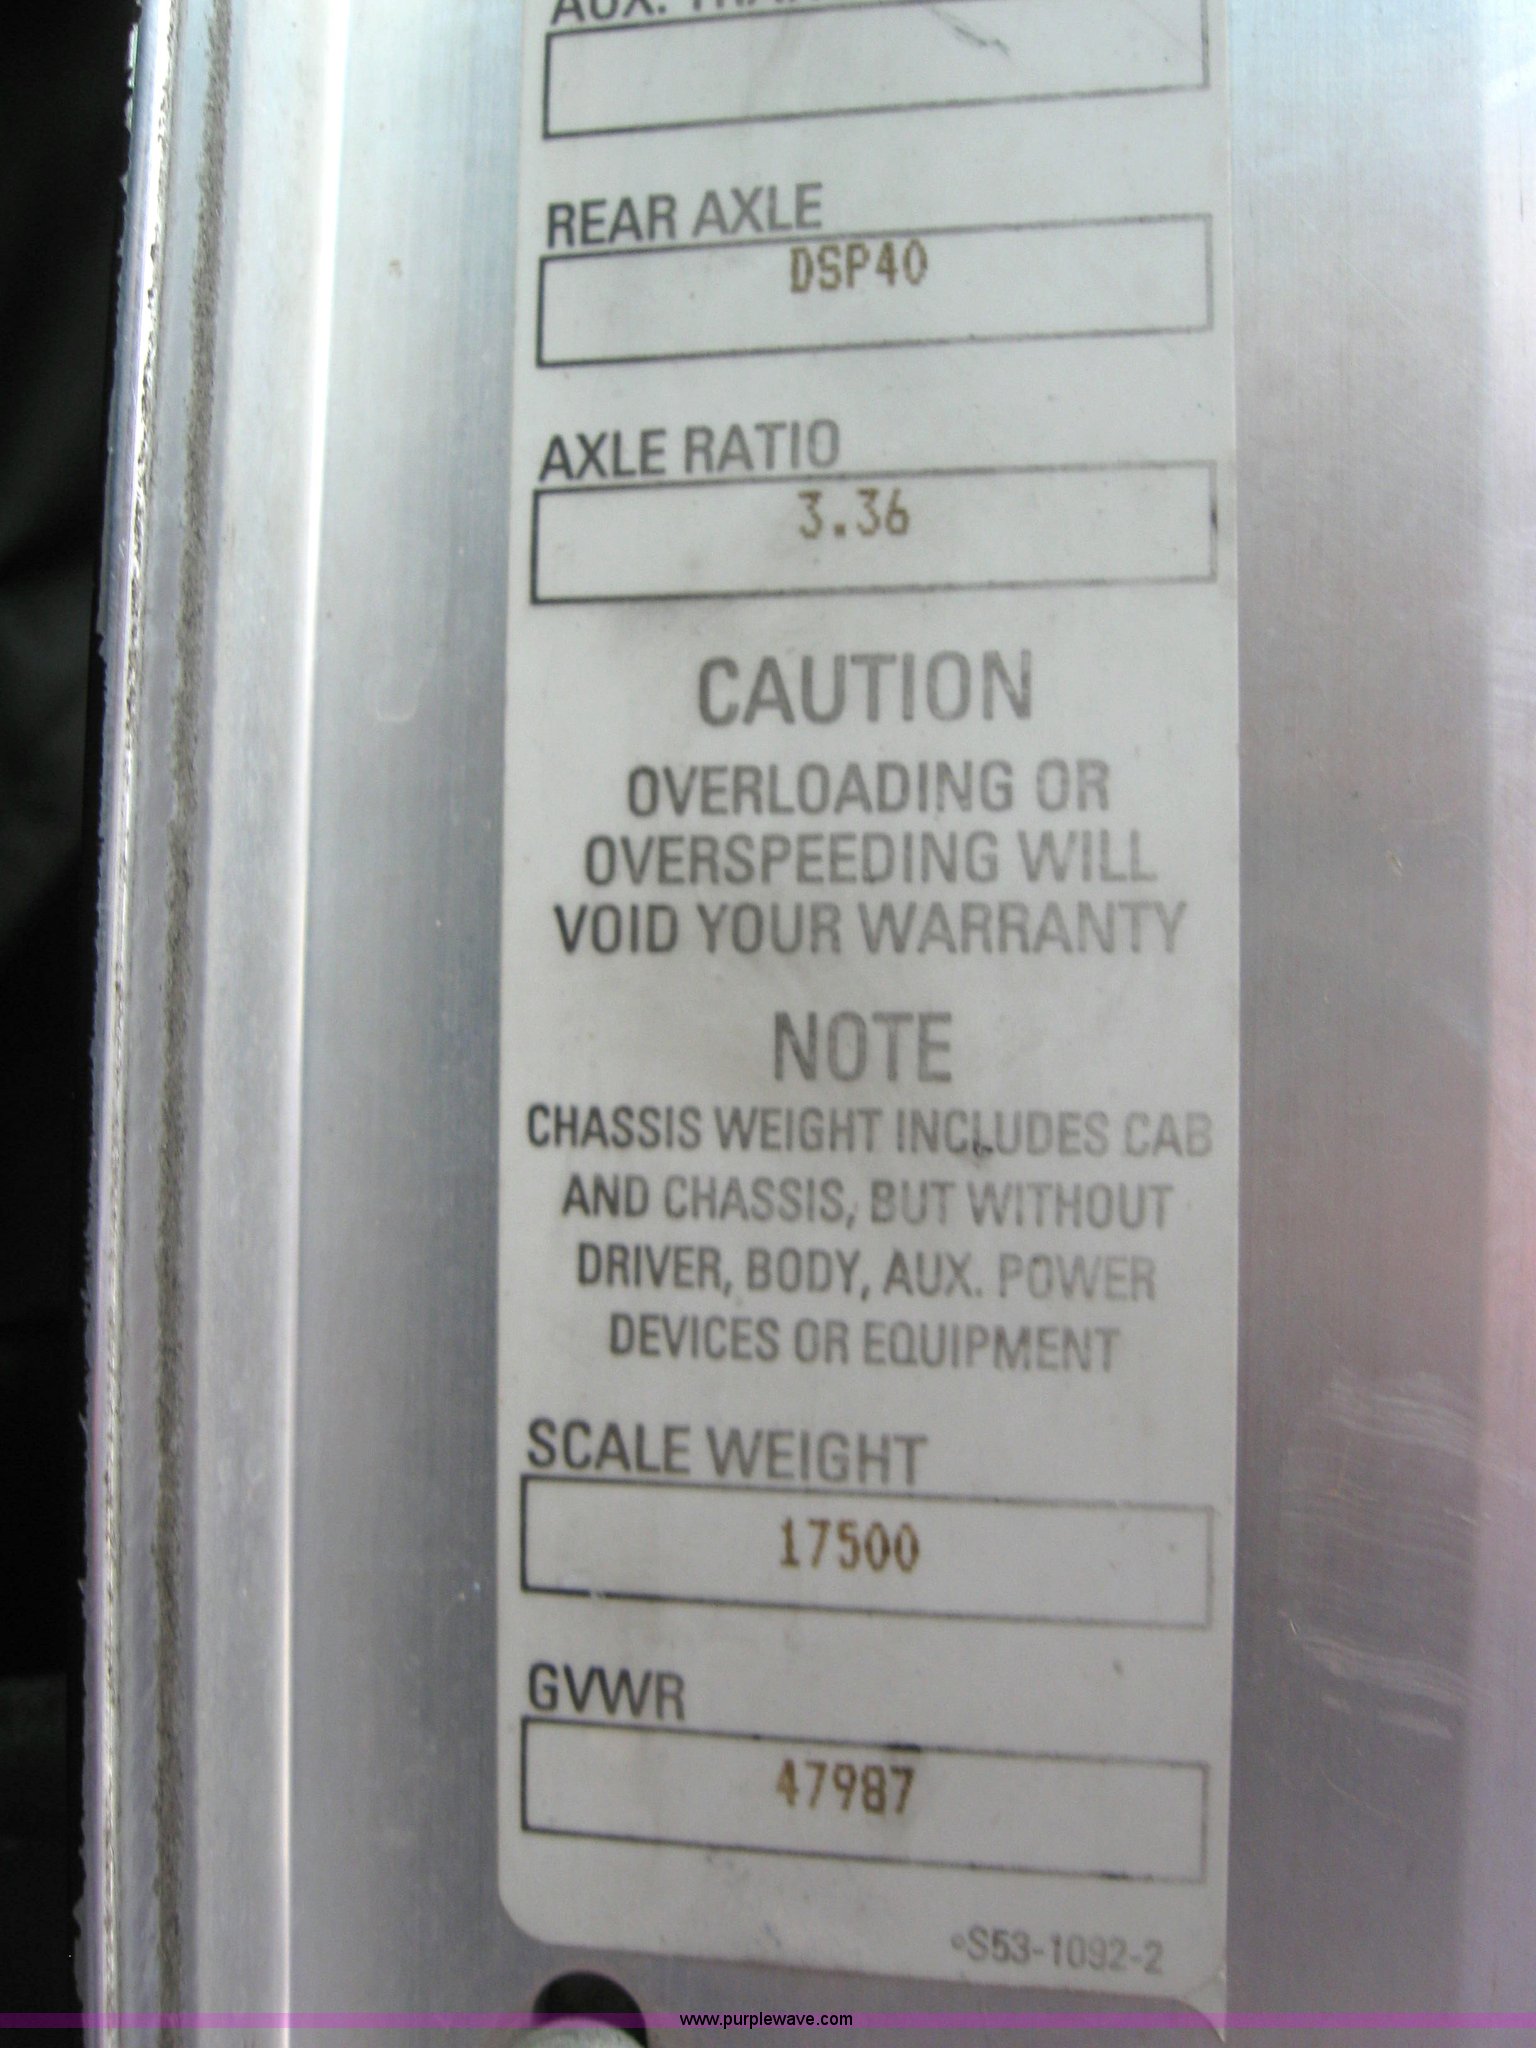 AUX.
REAR AXLE
DSP40
AXLE RATIO
3.36
CAUTION
OVERLOADING OR
OVERSPEEDING WILL
VOID YOUR WARRANTY
NOTE
CHASSIS WEIGHT INCLUDES CAB
AND CHASSIS, BUT WITHOUT
DRIVER, BODY, AUX. POWER
DEVICES OR EQUIPMENT
SCALE WEIGHT
17500
GVWR
47987
S53-1092-2
www.purplewave.com